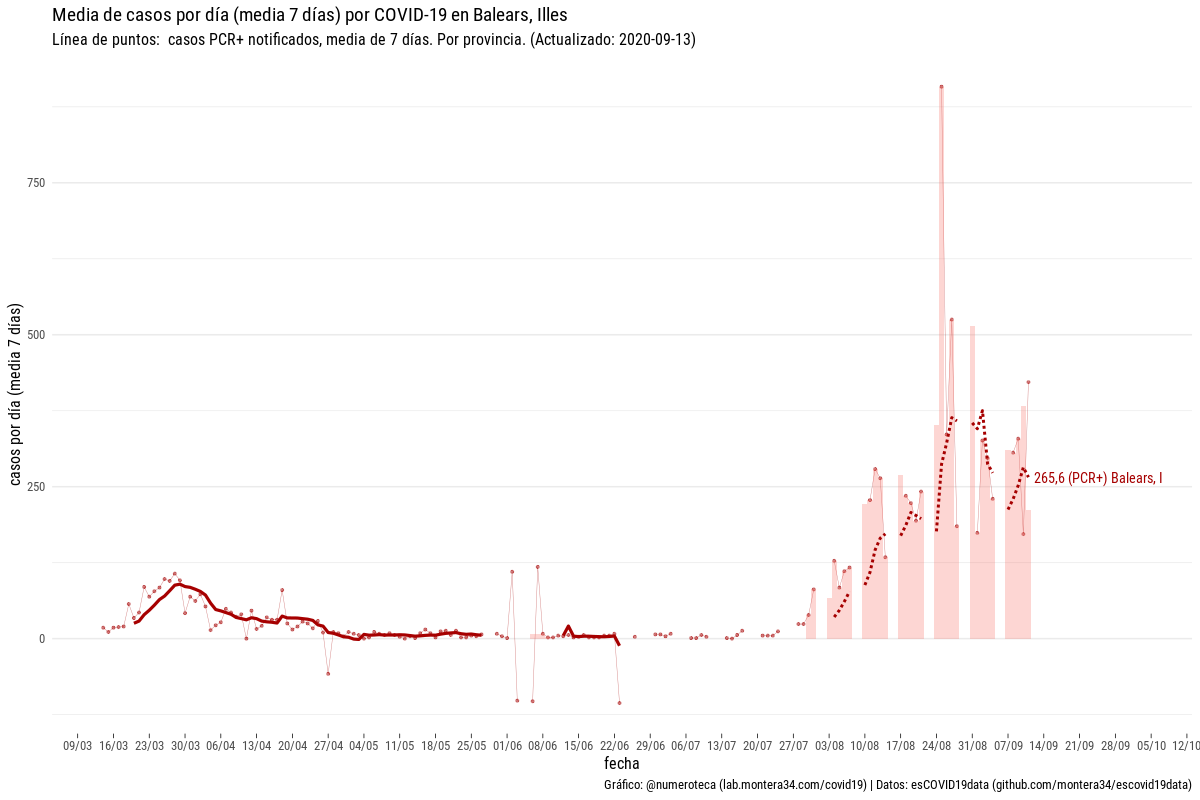 Media de casos por día (media 7 días) por COVID-19 en Balears, Illes
Línea de puntos:  casos PCR+ notificados, media de 7 días. Por provincia. (Actualizado: 2020-09-13)
casos por día (media 7 días)
750
500
250
0
265,6 (PCR+) Balears, I
09/03 16/03 23/03 30/03 06/04 13/04 20/04 27/04 04/05 11/05 18/05 25/05 01/06 08/06 15/06 22/06 29/06 06/07 13/07 20/07 27/07 03/08 10/08 17/08 24/08 31/08 07/09 14/09 21/09 28/09 05/10 12/10
fecha
Gráfico: @numeroteca (lab.montera34.com/covid19) | Datos: esCOVID19data (github.com/montera34/escovid19data)